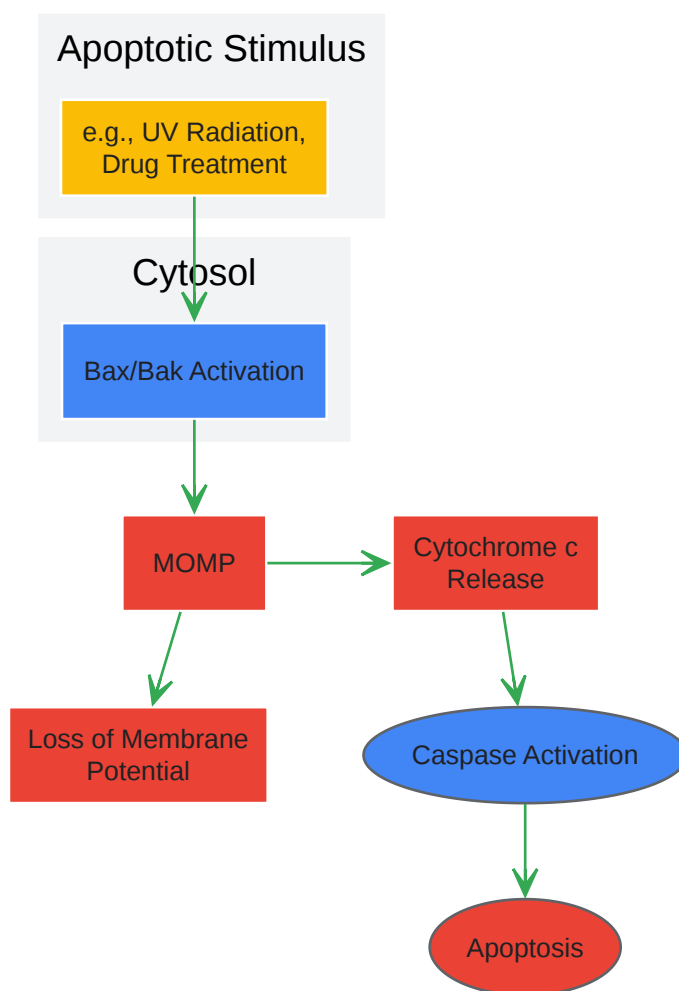 Apoptotic Stimulus
e.g., UV Radiation,
Drug Treatment
Cytosol
Bax/Bak Activation
MOMP
Cytochrome c
Release
Loss of Membrane
Potential
Caspase Activation
Apoptosis